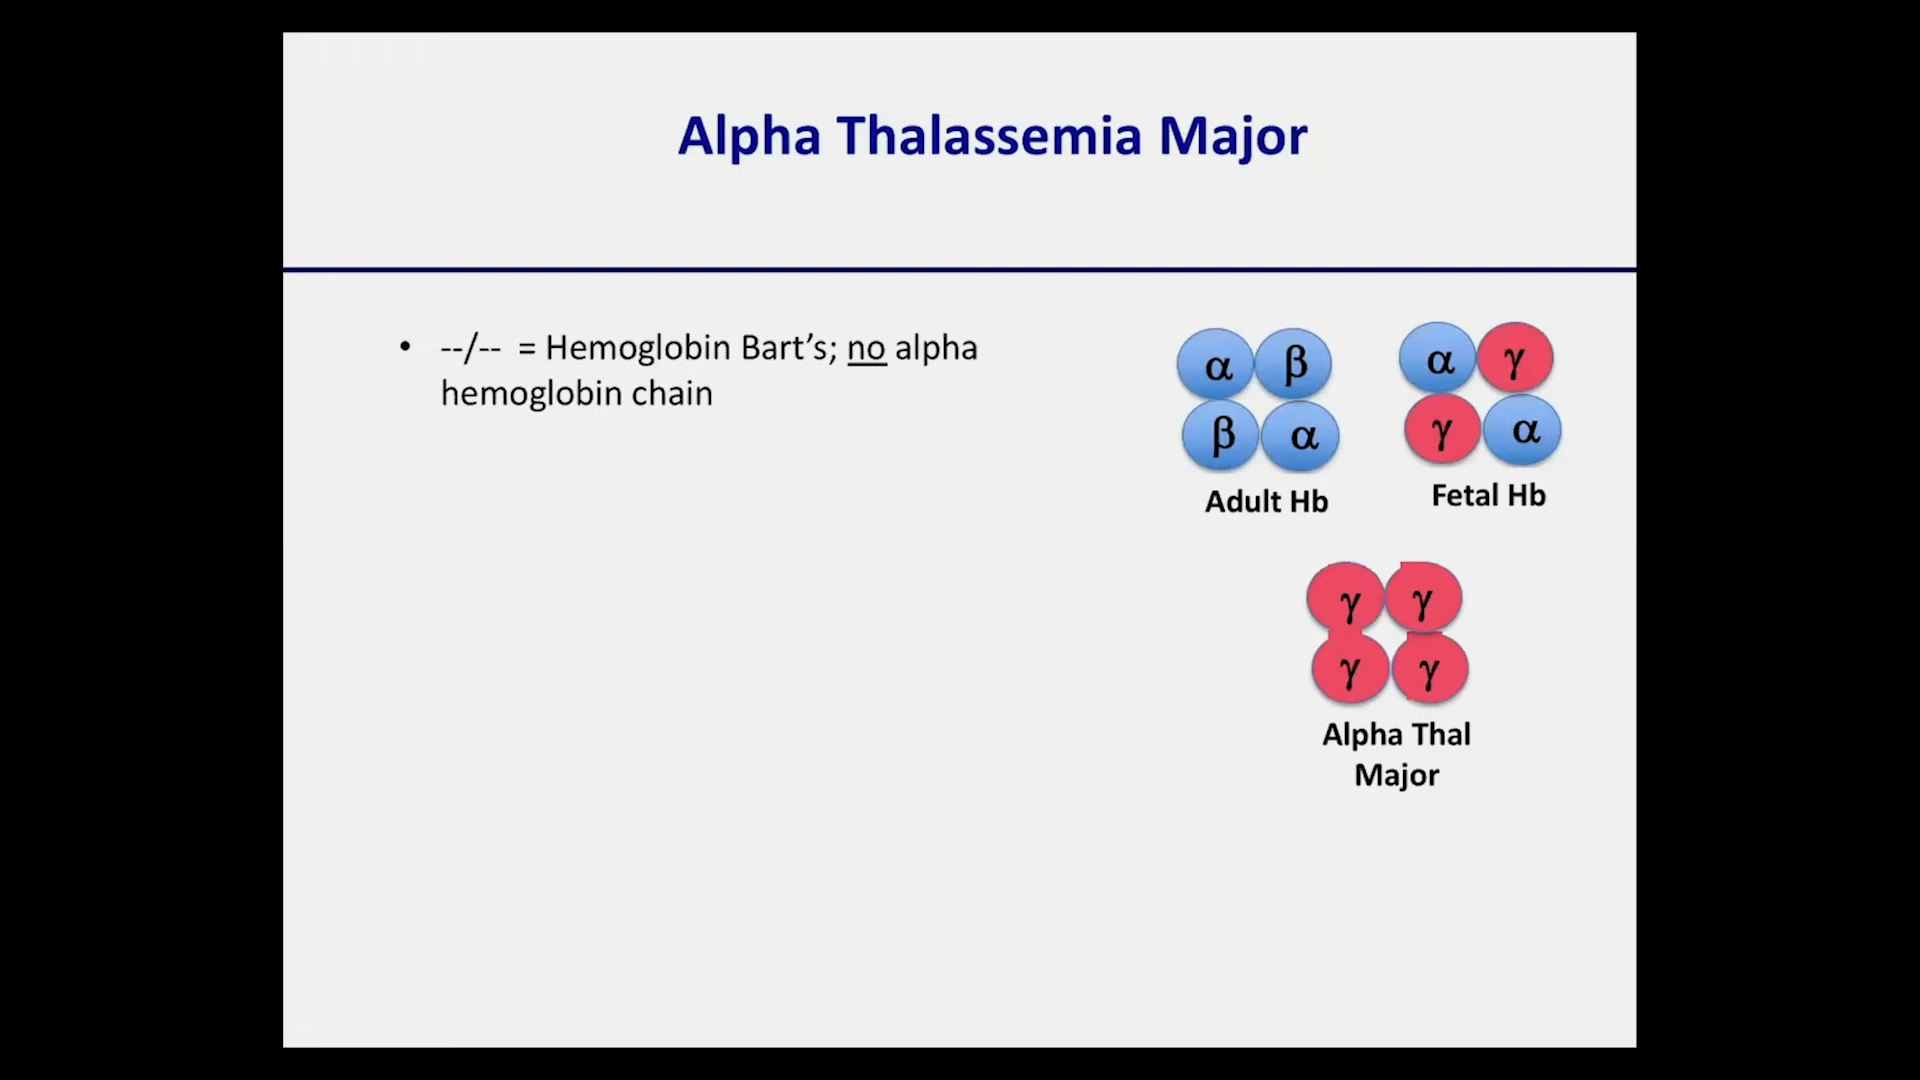 Alpha Thalassemia Major
• --/-- = Hemoglobin Bart’s; no alpha
hemoglobin chain
α β
β α
Adult Hb
α γ
γ α
Fetal Hb
γ γ
γ γ
Alpha Thal
Major